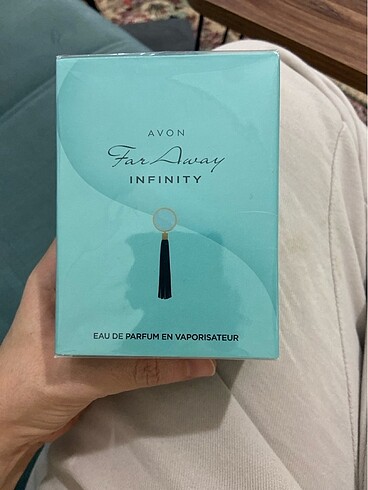 AVON
Far Away
INFINITY
EAU DE PARFUM EN VAPORISATEUR